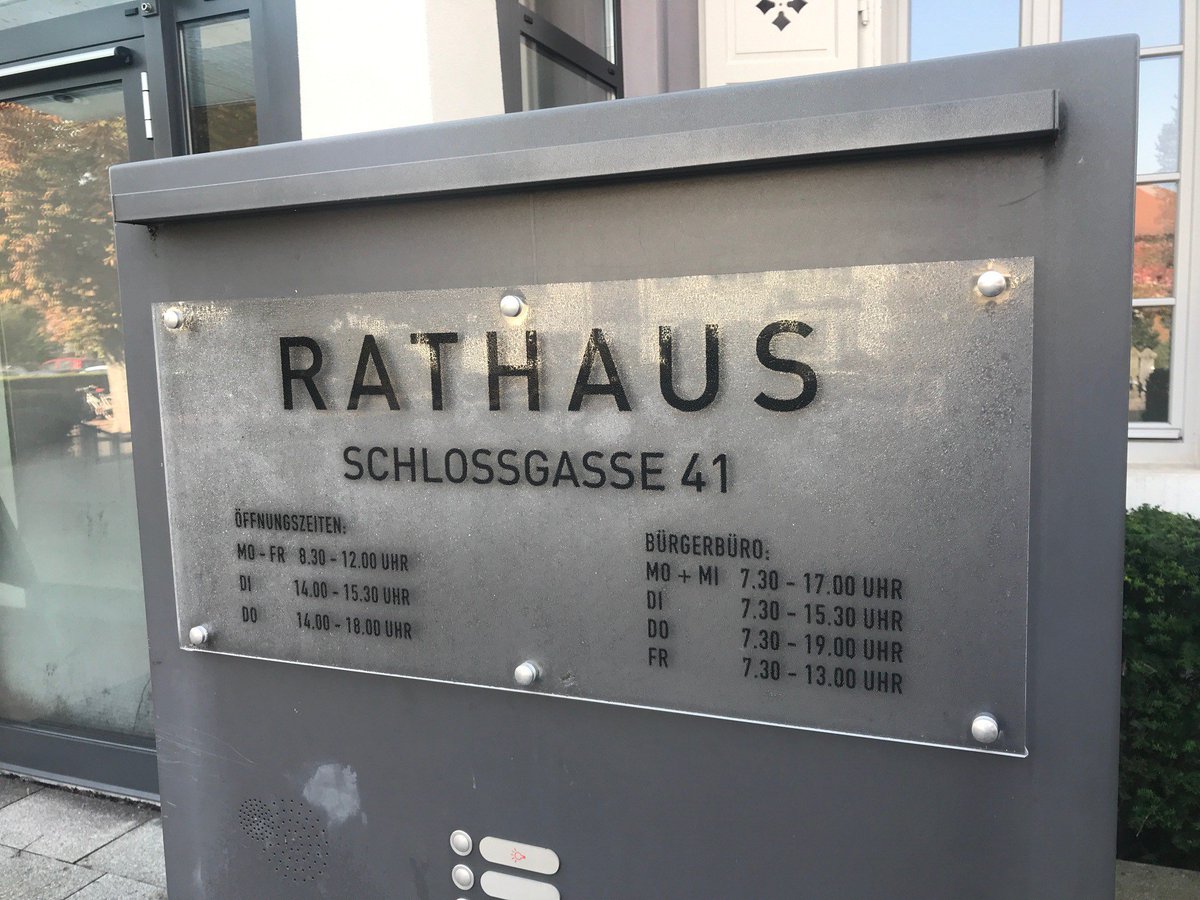 RATHAUS
SCHLOSSGASSE 41
ÖFFNUNGSZEITEN:
MO - FR 8.30 - 12.00 UHR
DI 14.00 - 15.30 UHR
DO 14.00 - 18.00 UHR
BÜRGERBÜRO:
MO + MI 7.30 - 17.00 UHR
DI 7.30 - 15.30 UHR
DO 7.30 - 19.00 UHR
FR 7.30 - 13.00 UHR